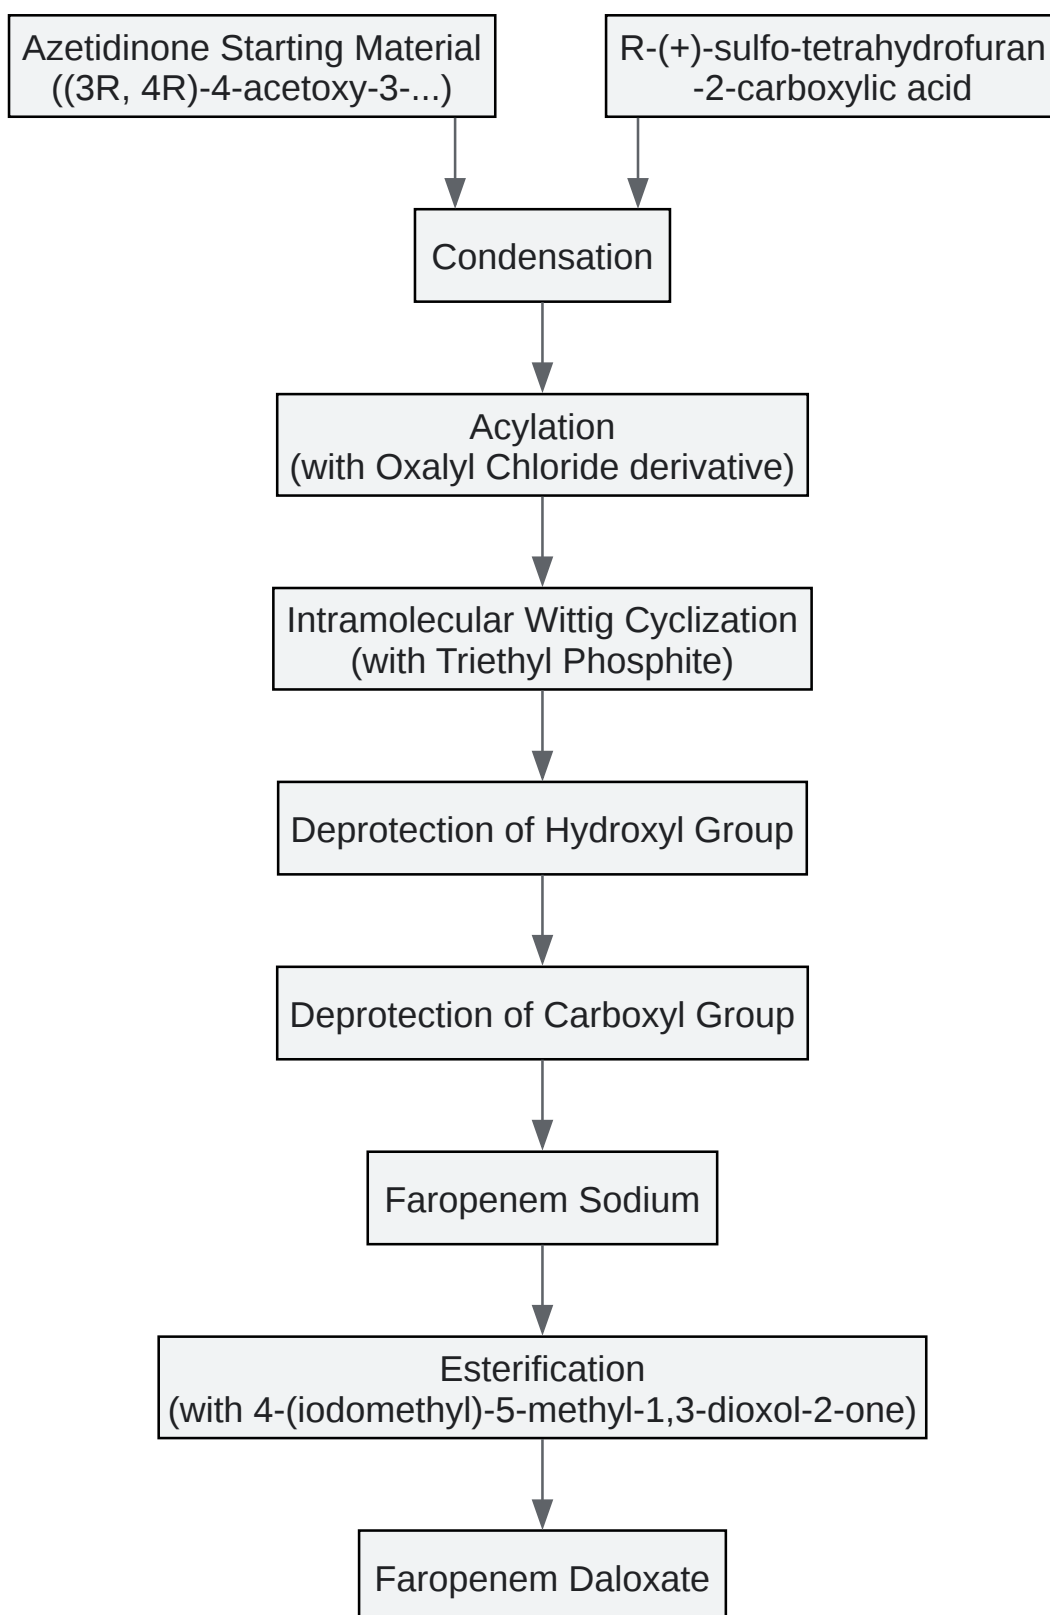 Azetidinone Starting Material
((3R, 4R)-4-acetoxy-3-...)
R-(+)-sulfo-tetrahydrofuran
-2-carboxylic acid
Condensation
Acylation
(with Oxalyl Chloride derivative)
Intramolecular Wittig Cyclization
(with Triethyl Phosphite)
Deprotection of Hydroxyl Group
Deprotection of Carboxyl Group
Faropenem Sodium
Esterification
(with 4-(iodomethyl)-5-methyl-1,3-dioxol-2-one)
Faropenem Daloxate